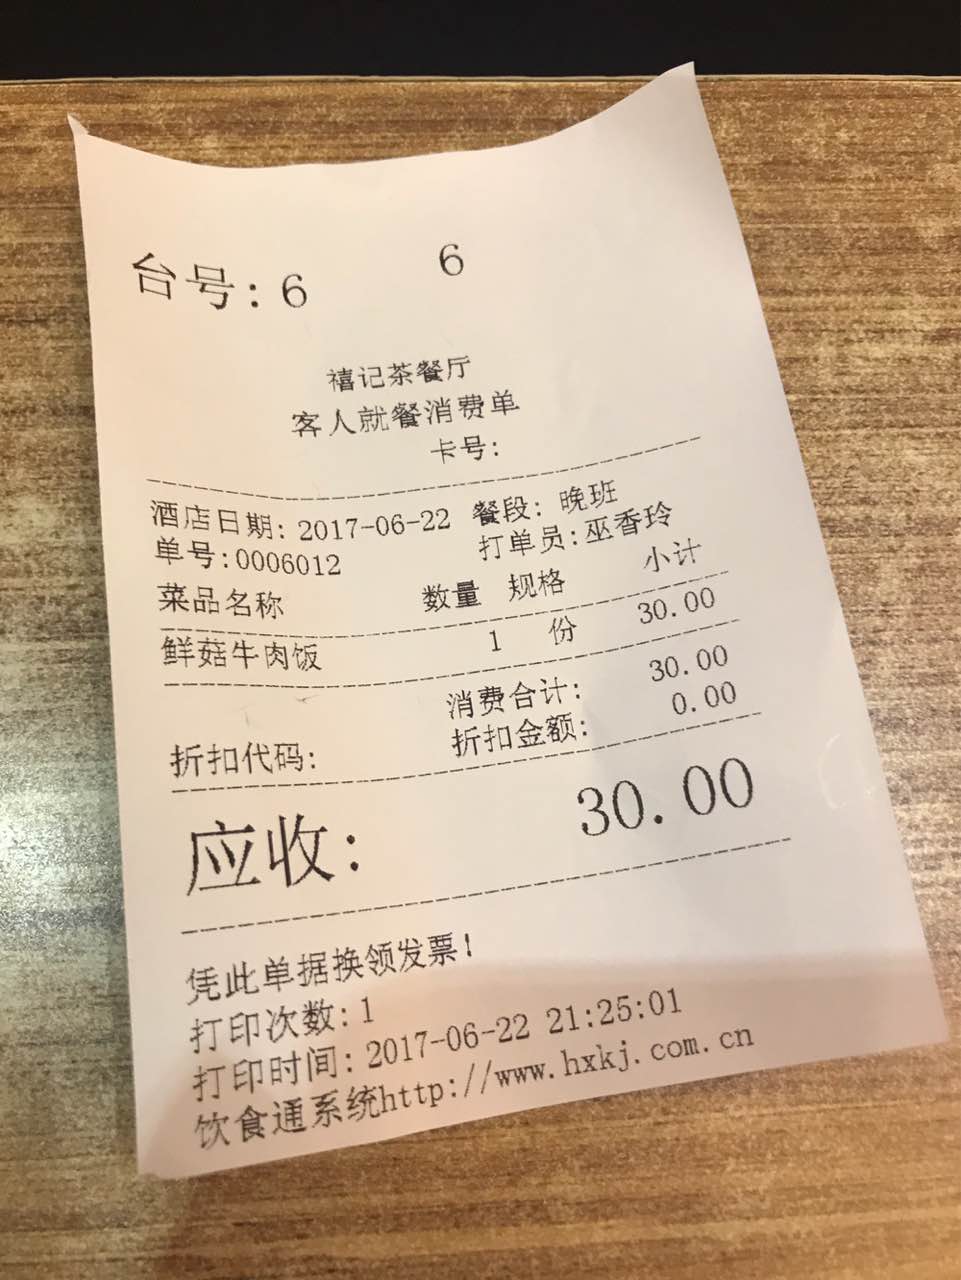 台号: 6 6
禧记茶餐厅
客人就餐消费单
卡号:
酒店日期: 2017-06-22 餐段: 晚班
单号:0006012 打单员:巫香玲
菜品名称 数量 规格 小计
鲜菇牛肉饭 1 份 30.00
消费合计: 30.00
折扣代码: 折扣金额: 0.00
应收: 30.00
凭此单据换领发票!
打印次数: 1
打印时间: 2017-06-22 21:25:01
饮食通系统http://www.hxkj.com.cn